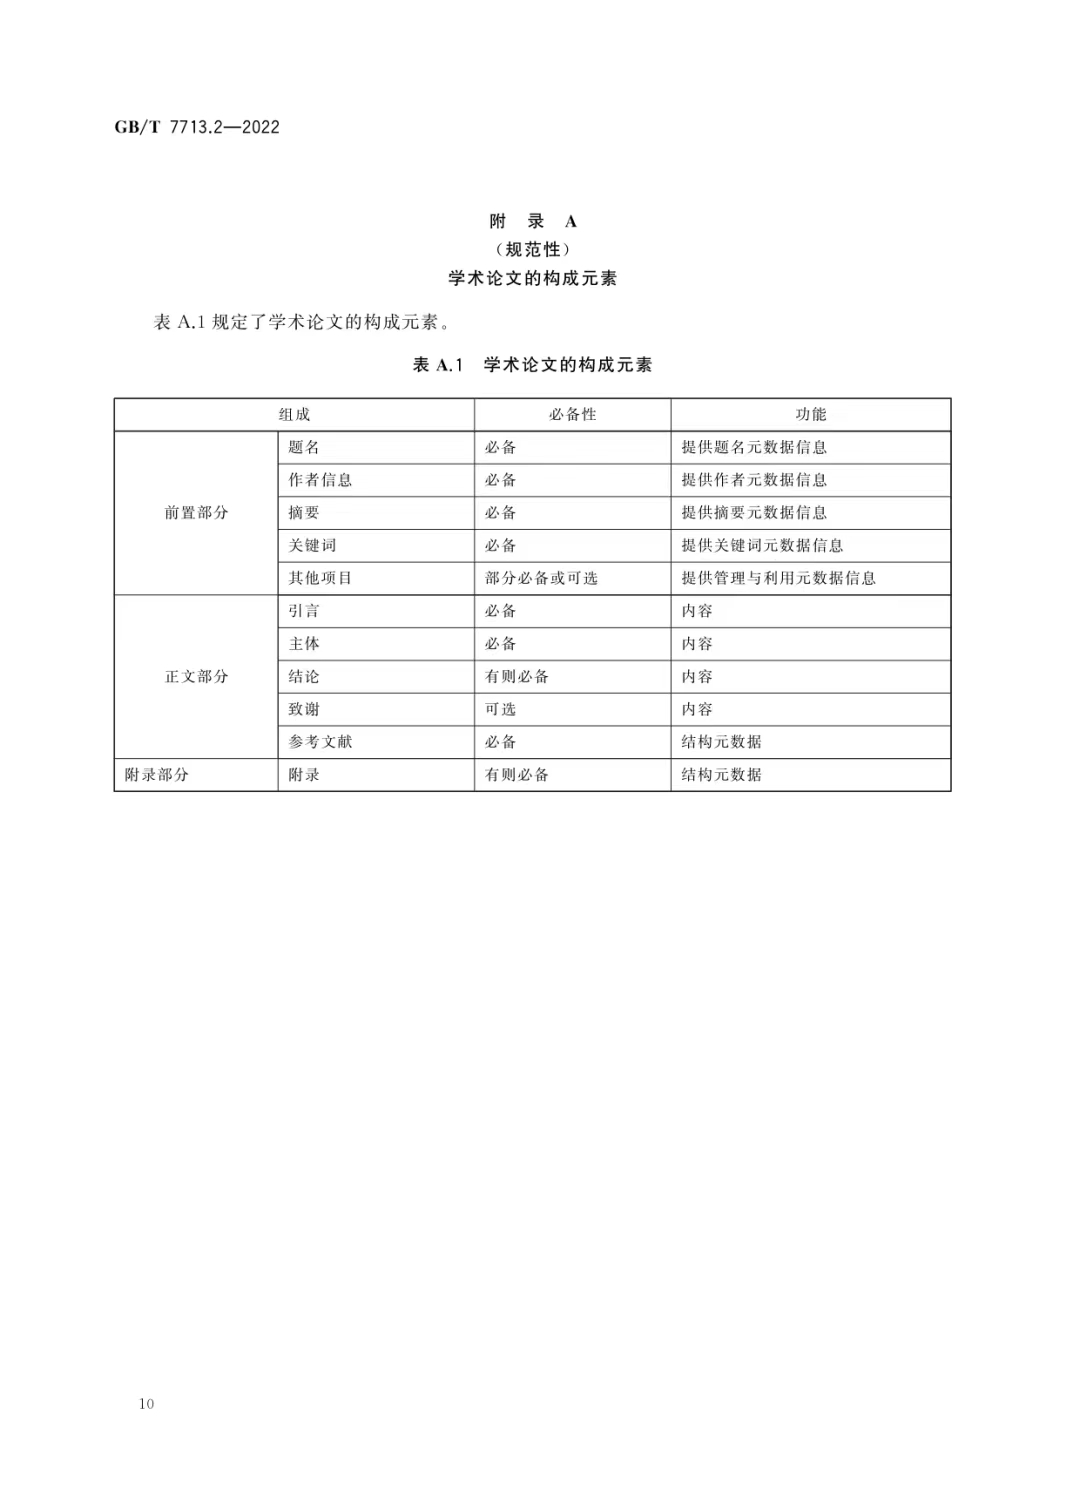 GB/T 7713.2—2022
附 录 A
（规范性）
学术论文的构成元素
表 A.1 规定了学术论文的构成元素。
表 A.1 学术论文的构成元素
组成 必备性 功能
前置部分 题名 必备 提供题名元数据信息
作者信息 必备 提供作者元数据信息
摘要 必备 提供摘要元数据信息
关键词 必备 提供关键词元数据信息
其他项目 部分必备或可选 提供管理与利用元数据信息
正文部分 引言 必备 内容
主体 必备 内容
结论 有则必备 内容
致谢 可选 内容
参考文献 必备 结构元数据
附录部分 附录 有则必备 结构元数据
10